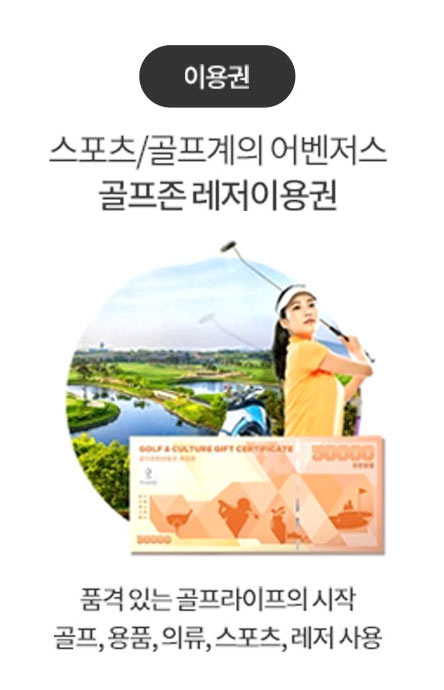 이용권
스포츠/골프계의 어벤저스
골프존 레저이용권
GOLF & CULTURE GIFT CERTIFICATE
50000
50000
품격 있는 골프라이프의 시작
골프, 용품, 의류, 스포츠, 레저 사용